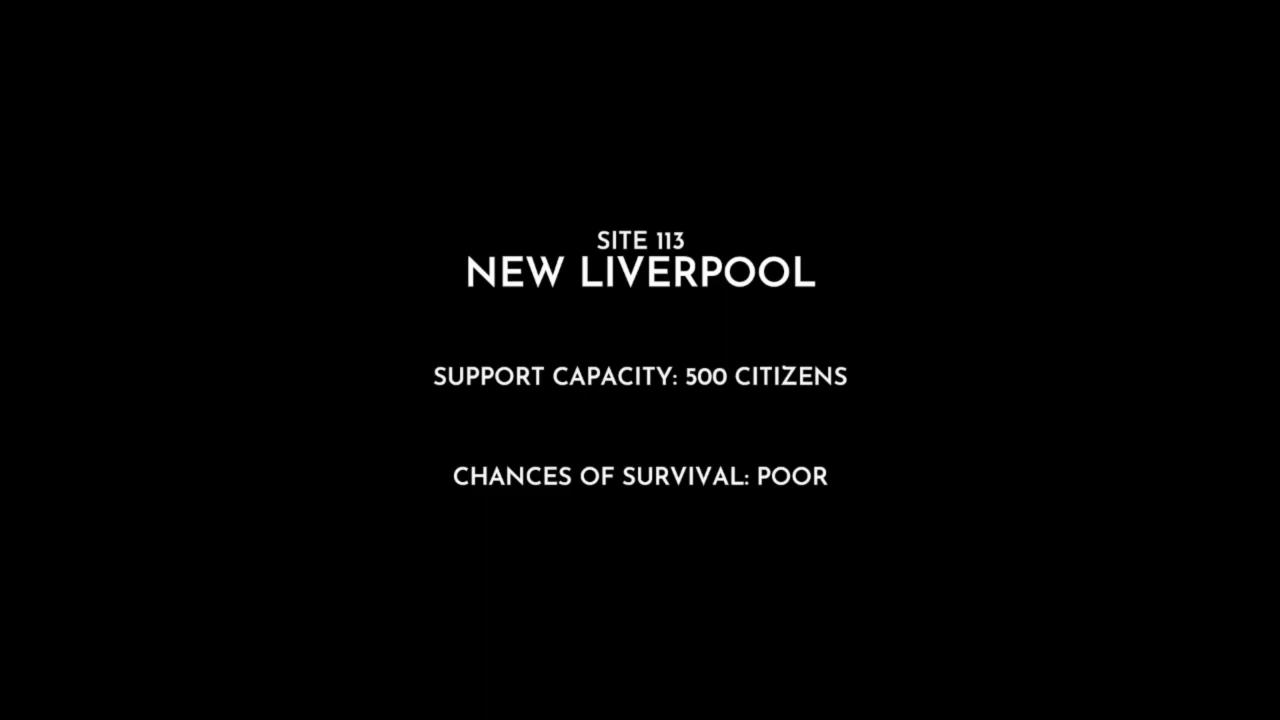 SITE 113
NEW LIVERPOOL
SUPPORT CAPACITY: 500 CITIZENS
CHANCES OF SURVIVAL: POOR